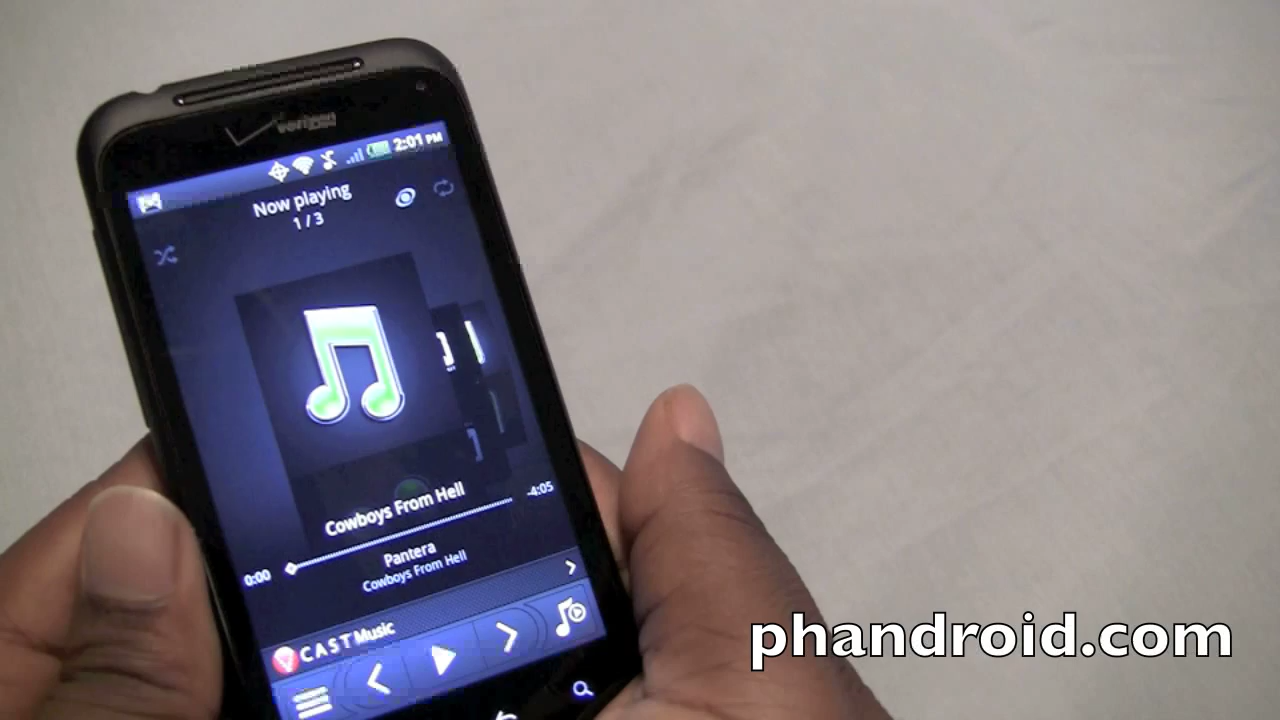 verizon
2:01 PM
Now playing
1 / 3
Cowboys From Hell
-4:05
0:00
Pantera
Cowboys From Hell
V CAST Music
phandroid.com